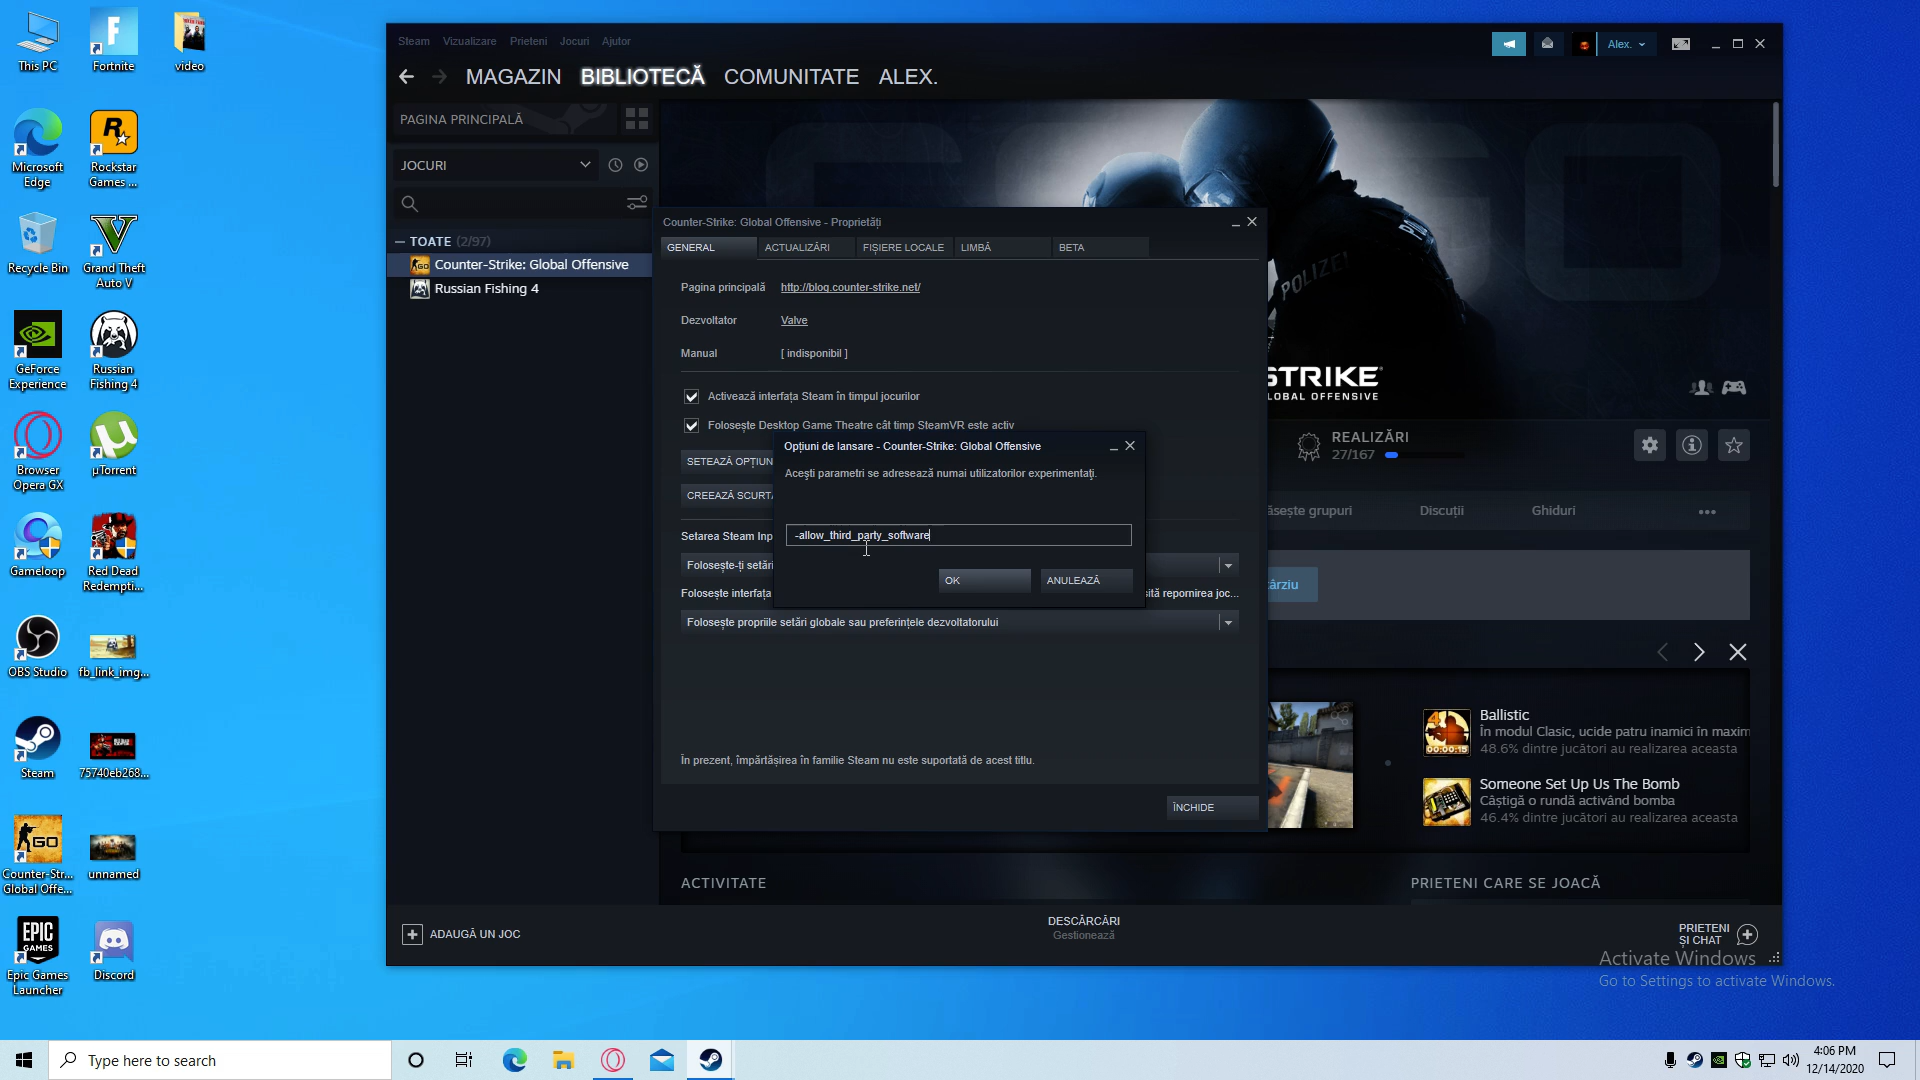 This PC
Fortnite
video
Microsoft
Edge
Rockstar
Games ...
Recycle Bin
Grand Theft
Auto V
GeForce
Experience
Russian
Fishing 4
Browser
Opera GX
µTorrent
Gameloop
Red Dead
Redempti...
OBS Studio
fb_link_img...
Steam
75740eb268...
Counter-Str...
Global Offe...
unnamed
Epic Games
Launcher
Discord
Steam Vizualizare Prieteni Jocuri Ajutor
Alex.
MAGAZIN BIBLIOTECĂ COMUNITATE ALEX.
PAGINA PRINCIPALĂ
JOCURI
— TOATE (2/97)
Counter-Strike: Global Offensive
Russian Fishing 4
POLIZEI
STRIKE
LOBAL OFFENSIVE
Counter-Strike: Global Offensive - Proprietăți
GENERAL ACTUALIZĂRI FIȘIERE LOCALE LIMBĂ BETA
Pagina principală http://blog.counter-strike.net/
Dezvoltator Valve
Manual [ indisponibil ]
Activează interfața Steam în timpul jocurilor
Folosește Desktop Game Theatre cât timp SteamVR este activ
SETEAZĂ OPȚIUN
CREEAZĂ SCURTĂ
Setarea Steam Inp
Folosește-ți setări
Folosește interfața
sită repornirea joc...
Folosește propriile setări globale sau preferințele dezvoltatorului
În prezent, împărtășirea în familie Steam nu este suportată de acest titlu.
ÎNCHIDE
Opțiuni de lansare - Counter-Strike: Global Offensive
Acești parametri se adresează numai utilizatorilor experimentați.
-allow_third_party_software
OK ANULEAZĂ
REALIZĂRI
27/167
ăsește grupuri Discuții Ghiduri
ârziu
00:00:15
Ballistic
În modul Clasic, ucide patru inamici în maxim
48.6% dintre jucători au realizarea aceasta
Someone Set Up Us The Bomb
Câștigă o rundă activând bomba
46.4% dintre jucători au realizarea aceasta
ACTIVITATE
PRIETENI CARE SE JOACĂ
ADAUGĂ UN JOC
DESCĂRCĂRI
Gestionează
PRIETENI
ȘI CHAT
Activate Windows
Go to Settings to activate Windows.
Type here to search
4:06 PM
12/14/2020